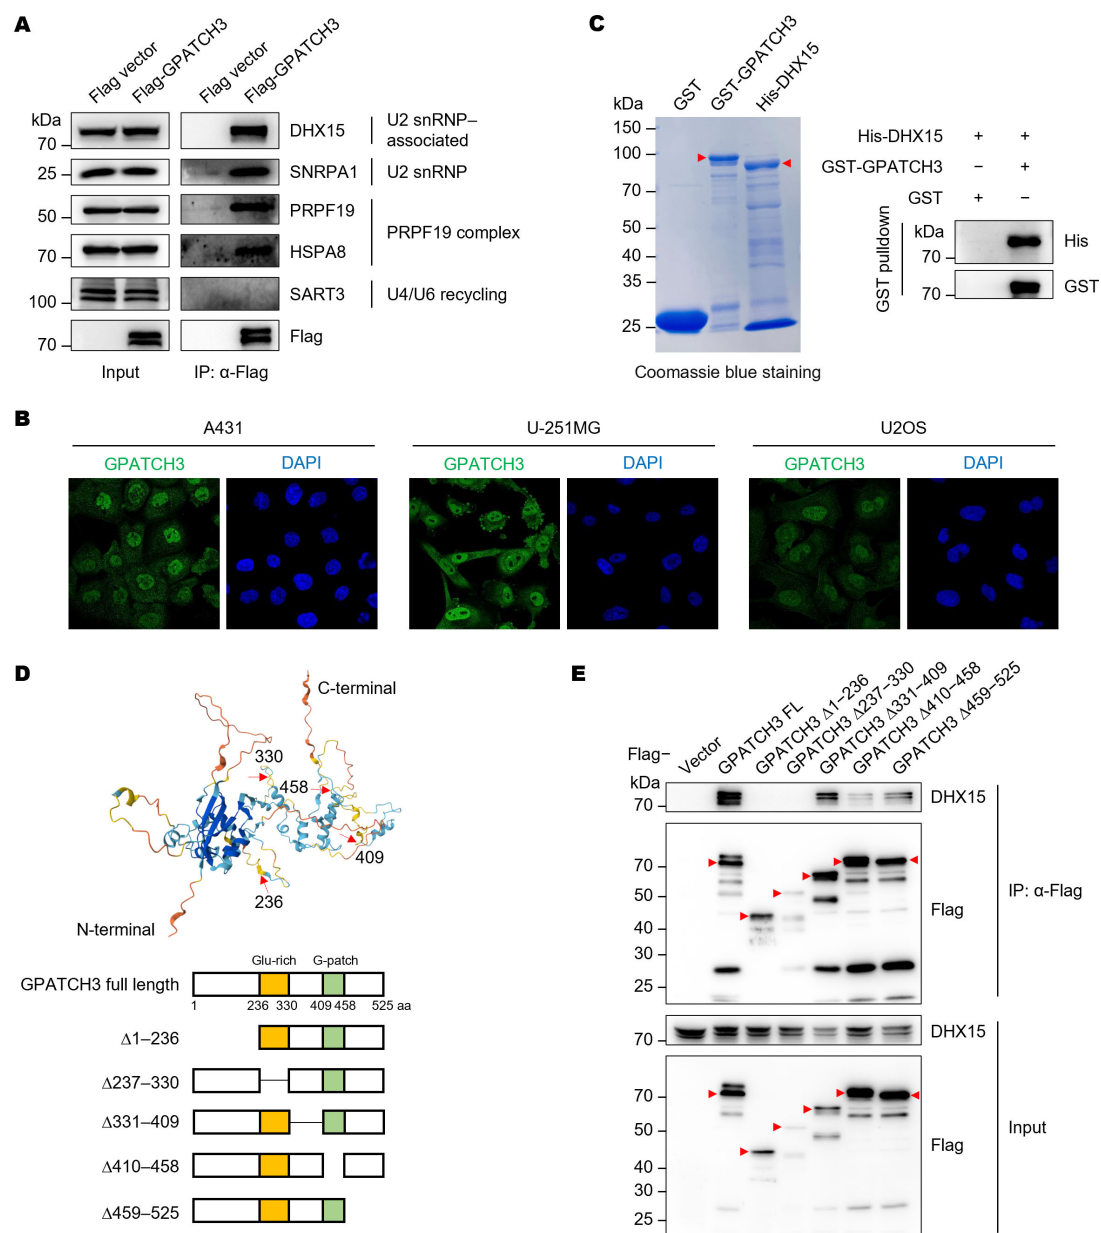 A
Flag vector
Flag-GPATCH3
Flag vector
Flag-GPATCH3
kDa
70
DHX15
U2 snRNP–
associated
25
SNRPA1
U2 snRNP
50
PRPF19
PRPF19 complex
70
HSPA8
100
SART3
U4/U6 recycling
70
Flag
Input
IP: α-Flag
C
GST
GST-GPATCH3
His-DHX15
kDa
150
100
70
50
40
35
25
Coomassie blue staining
His-DHX15 + +
GST-GPATCH3 – +
GST + –
GST pulldown
kDa
70
His
70
GST
B
A431
U-251MG
U2OS
GPATCH3
DAPI
GPATCH3
DAPI
GPATCH3
DAPI
D
C-terminal
330
458
409
236
N-terminal
Glu-rich
G-patch
GPATCH3 full length
1 236 330 409 458 525 aa
Δ1–236
Δ237–330
Δ331–409
Δ410–458
Δ459–525
E
Flag–
Vector
GPATCH3 FL
GPATCH3 Δ1–236
GPATCH3 Δ237–330
GPATCH3 Δ331–409
GPATCH3 Δ410–458
GPATCH3 Δ459–525
kDa
70
DHX15
70
50
40
30
25
Flag
IP: α-Flag
70
DHX15
70
50
40
30
25
Flag
Input